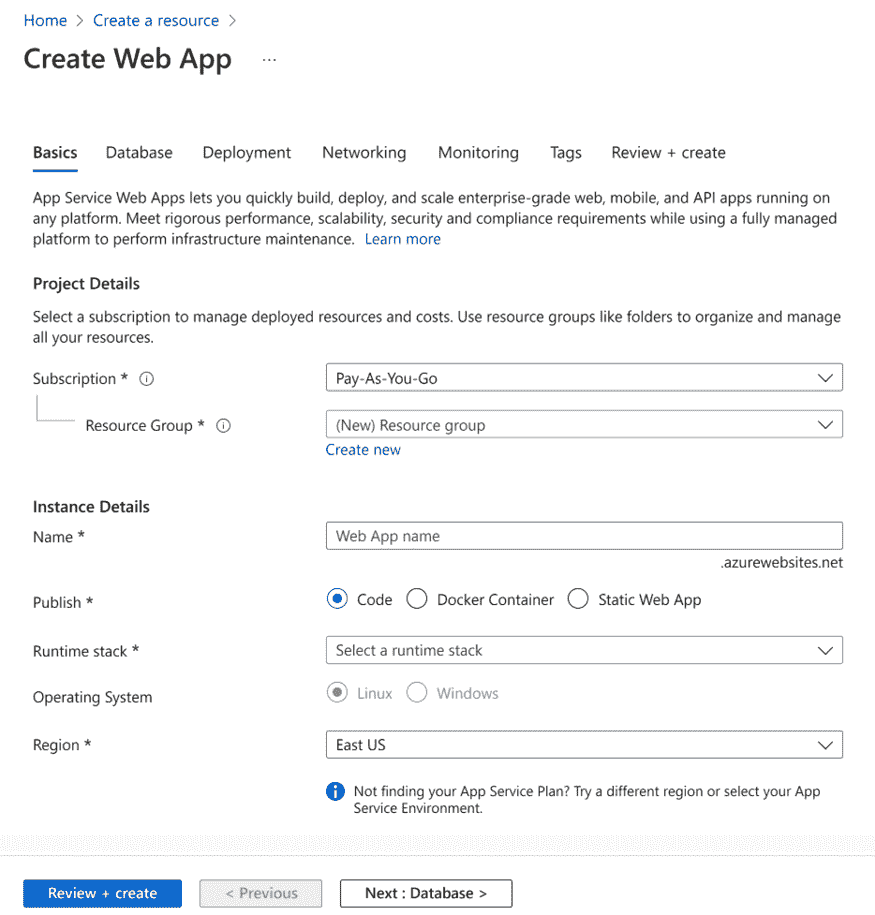 Home > Create a resource >
Create Web App ...
Basics Database Deployment Networking Monitoring Tags Review + create
App Service Web Apps lets you quickly build, deploy, and scale enterprise-grade web, mobile, and API apps running on
any platform. Meet rigorous performance, scalability, security and compliance requirements while using a fully managed
platform to perform infrastructure maintenance. Learn more
Project Details
Select a subscription to manage deployed resources and costs. Use resource groups like folders to organize and manage
all your resources.
Subscription * Pay-As-You-Go
Resource Group * (New) Resource group
Create new
Instance Details
Name * Web App name
.azurewebsites.net
Publish * Code Docker Container Static Web App
Runtime stack * Select a runtime stack
Operating System Linux Windows
Region * East US
Not finding your App Service Plan? Try a different region or select your App
Service Environment.
Review + create < Previous Next : Database >